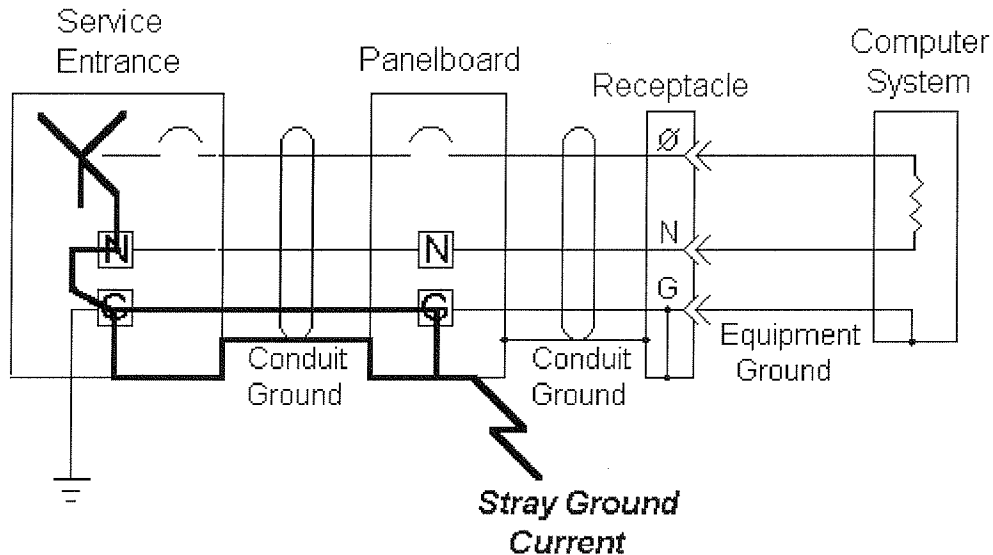 Service
Entrance
Panelboard
Receptacle
Computer
System
Ø
N
N
N
G
G
G
Conduit
Ground
Conduit
Ground
Equipment
Ground
Stray Ground
Current